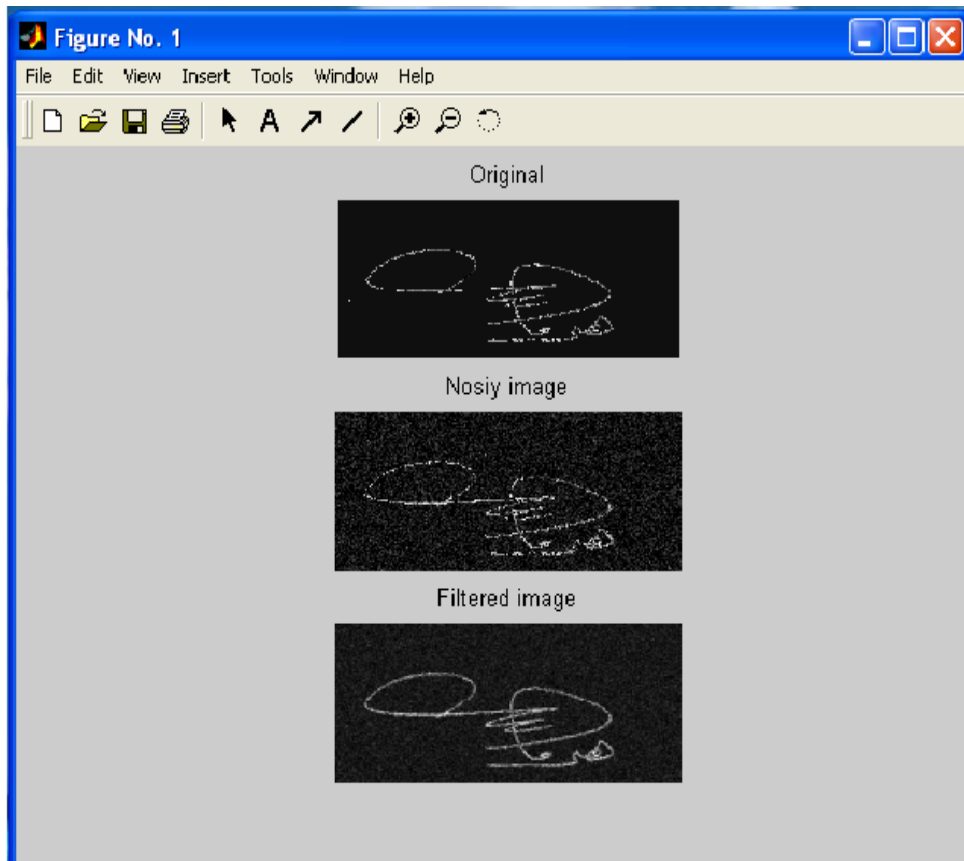 Figure No. 1
File Edit View Insert Tools Window Help
A
Original
Nosiy image
Filtered image